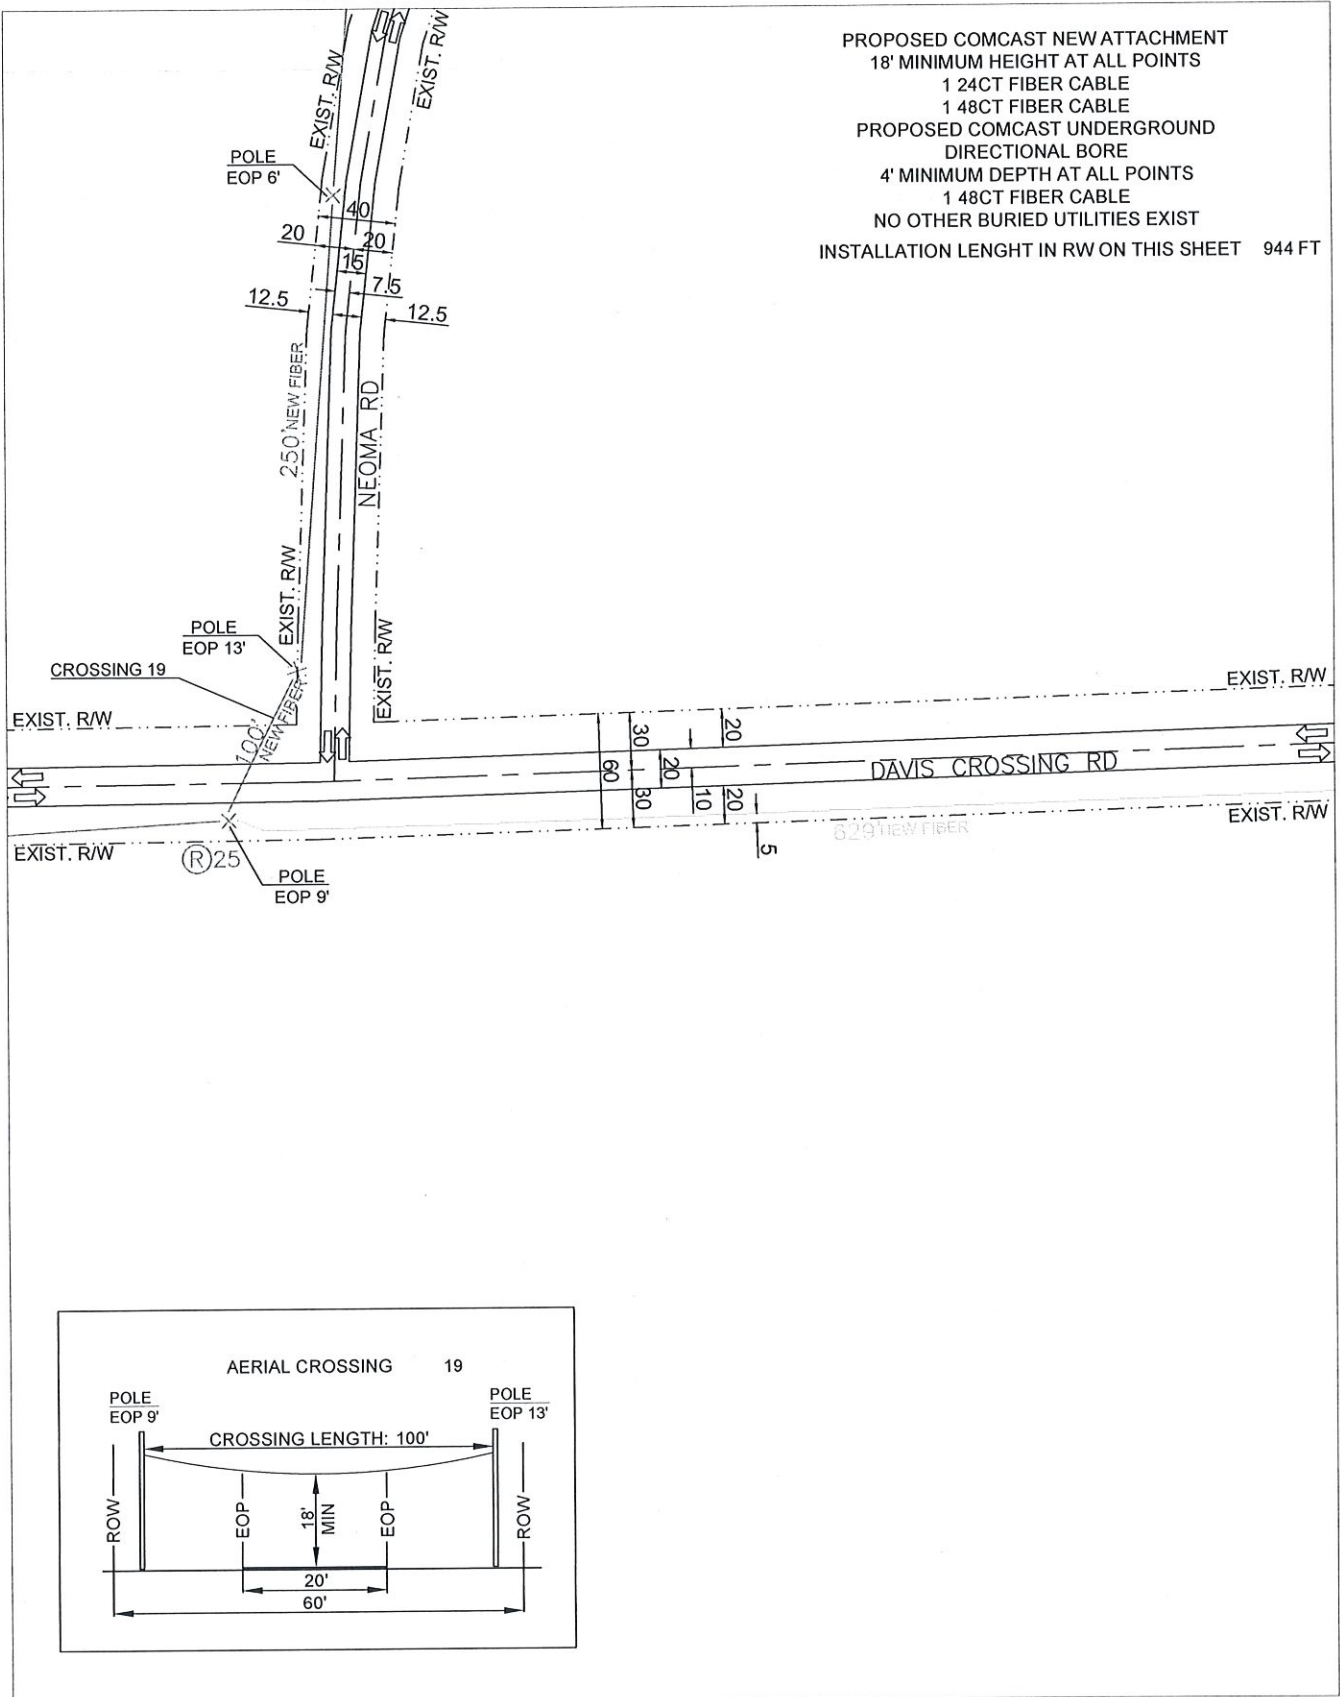 PROPOSED COMCAST NEW ATTACHMENT
18' MINIMUM HEIGHT AT ALL POINTS
1 24CT FIBER CABLE
1 48CT FIBER CABLE
PROPOSED COMCAST UNDERGROUND
DIRECTIONAL BORE
4' MINIMUM DEPTH AT ALL POINTS
1 48CT FIBER CABLE
NO OTHER BURIED UTILITIES EXIST
INSTALLATION LENGHT IN RW ON THIS SHEET 944 FT
EXIST. R/W
EXIST. R/W
POLE
EOP 6'
40
20
20
15
7.5
12.5
12.5
250' NEW FIBER
NEOMA RD
EXIST. R/W
EXIST. R/W
POLE
EOP 13'
CROSSING 19
EXIST. R/W
100'
NEW FIBER
EXIST. R/W
30
20
60
20
30
10
20
5
DAVIS CROSSING RD
629' NEW FIBER
EXIST. R/W
EXIST. R/W
R 25
POLE
EOP 9'
AERIAL CROSSING 19
POLE
EOP 9'
POLE
EOP 13'
CROSSING LENGTH: 100'
ROW
EOP
18'
MIN
EOP
ROW
20'
60'